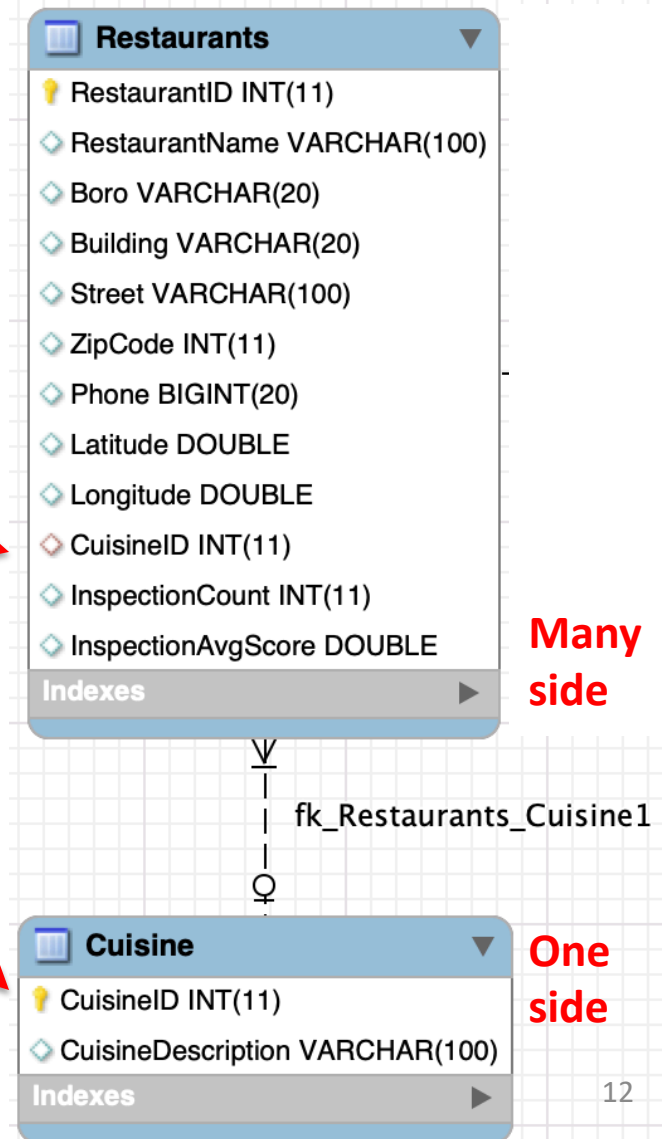 Restaurants
RestaurantID INT(11)
RestaurantName VARCHAR(100)
Boro VARCHAR(20)
Building VARCHAR(20)
Street VARCHAR(100)
ZipCode INT(11)
Phone BIGINT(20)
Latitude DOUBLE
Longitude DOUBLE
CuisineID INT(11)
InspectionCount INT(11)
InspectionAvgScore DOUBLE
Indexes
Many
side
fk_Restaurants_Cuisine1
Cuisine
CuisineID INT(11)
CuisineDescription VARCHAR(100)
Indexes
One
side
12